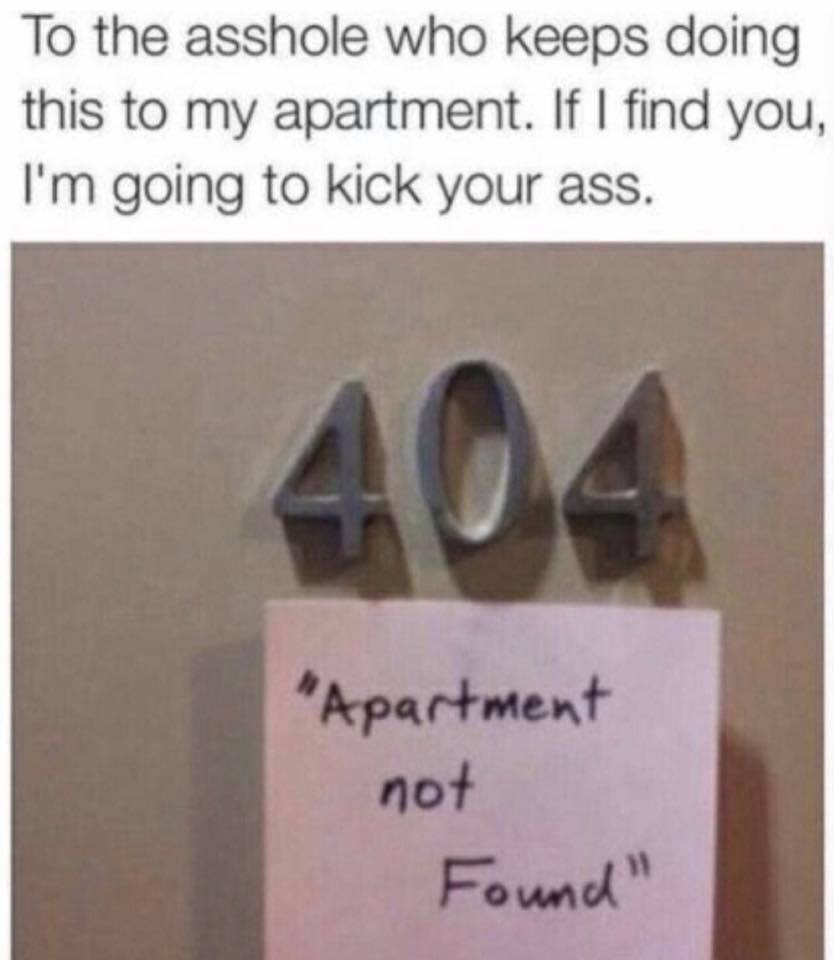 To the asshole who keeps doing
this to my apartment. If I find you,
I'm going to kick your ass.
404
"Apartment
not
Found"